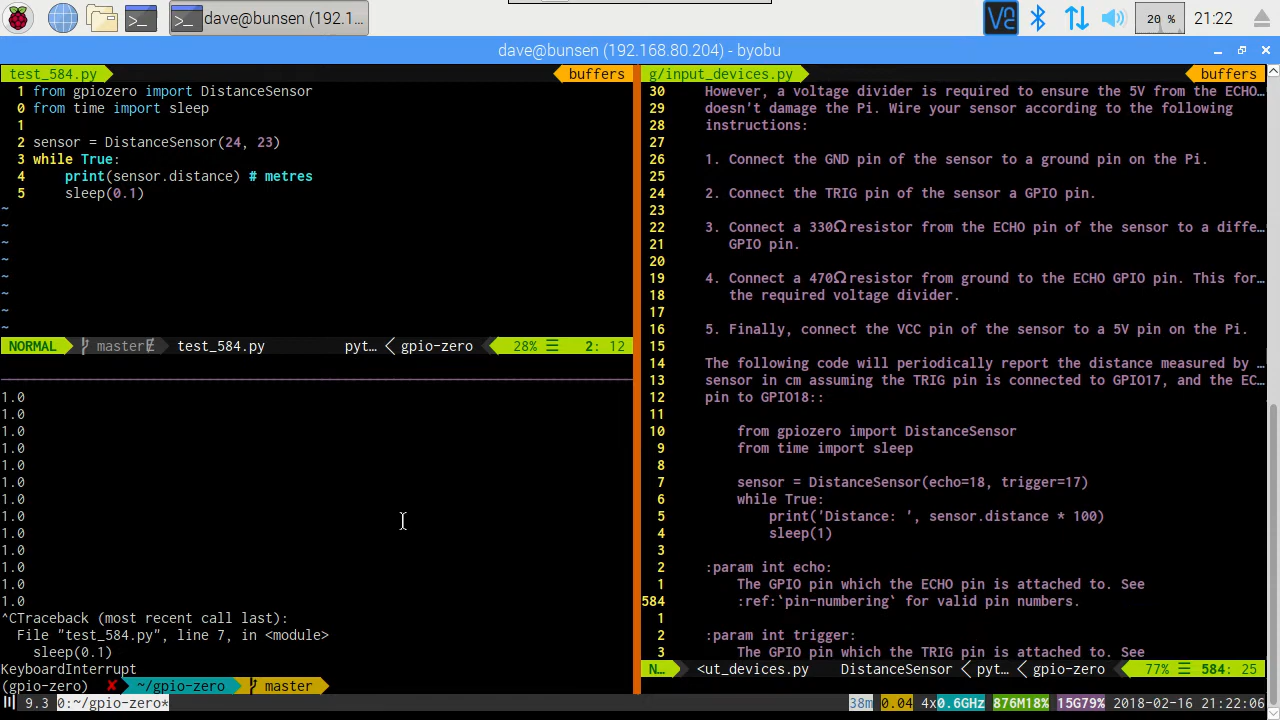 dave@bunsen (192.1...
20 %
21:22
dave@bunsen (192.168.80.204) - byobu
test_584.py
buffers
1 from gpiozero import DistanceSensor
0 from time import sleep
1
2 sensor = DistanceSensor(24, 23)
3 while True:
4 print(sensor.distance) # metres
5 sleep(0.1)
~
~
~
~
~
~
~
~
NORMAL master test_584.py pyt… gpio-zero 28% 2: 12
1.0
1.0
1.0
1.0
1.0
1.0
1.0
1.0
1.0
1.0
1.0
1.0
1.0
^CTraceback (most recent call last):
File "test_584.py", line 7, in <module>
sleep(0.1)
KeyboardInterrupt
(gpio-zero) ✘ ~/gpio-zero master
g/input_devices.py
buffers
30 However, a voltage divider is required to ensure the 5V from the ECHO…
29 doesn't damage the Pi. Wire your sensor according to the following
28 instructions:
27
26 1. Connect the GND pin of the sensor to a ground pin on the Pi.
25
24 2. Connect the TRIG pin of the sensor a GPIO pin.
23
22 3. Connect a 330Ω resistor from the ECHO pin of the sensor to a diffe…
21 GPIO pin.
20
19 4. Connect a 470Ω resistor from ground to the ECHO GPIO pin. This for…
18 the required voltage divider.
17
16 5. Finally, connect the VCC pin of the sensor to a 5V pin on the Pi.
15
14 The following code will periodically report the distance measured by …
13 sensor in cm assuming the TRIG pin is connected to GPIO17, and the EC…
12 pin to GPIO18::
11
10 from gpiozero import DistanceSensor
9 from time import sleep
8
7 sensor = DistanceSensor(echo=18, trigger=17)
6 while True:
5 print('Distance: ', sensor.distance * 100)
4 sleep(1)
3
2 :param int echo:
1 The GPIO pin which the ECHO pin is attached to. See
584 :ref:`pin-numbering` for valid pin numbers.
1
2 :param int trigger:
3 The GPIO pin which the TRIG pin is attached to. See
N… <ut_devices.py DistanceSensor pyt… gpio-zero 77% 584: 25
9.3 0:~/gpio-zero* 38m 0.04 4x0.6GHz 876M18% 15G79% 2018-02-16 21:22:06